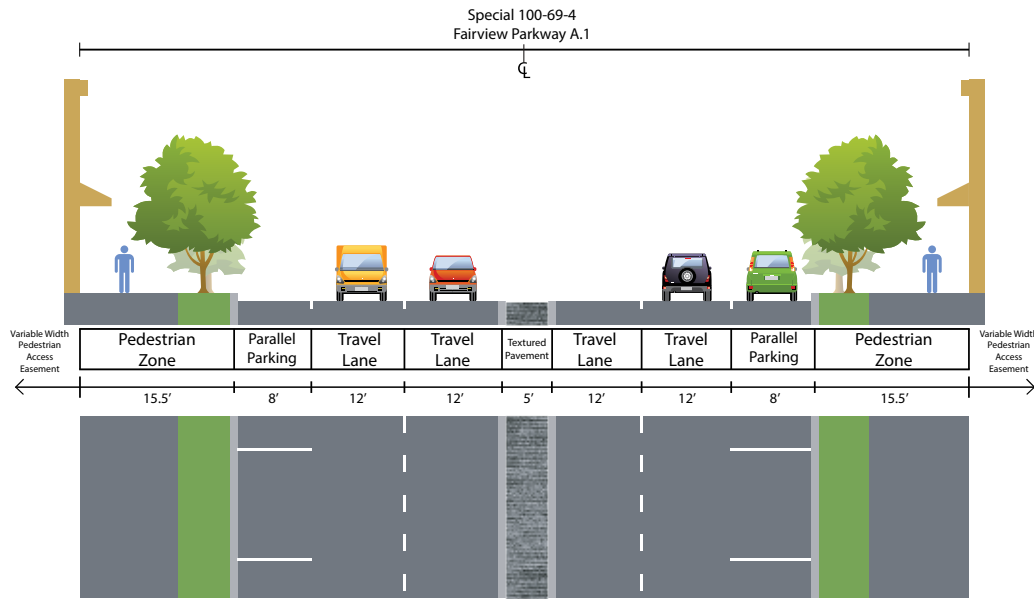 Special 100-69-4
Fairview Parkway A.1
℄
Variable Width
Pedestrian
Access
Easement
Pedestrian
Zone
Parallel
Parking
Travel
Lane
Travel
Lane
Textured
Pavement
Travel
Lane
Travel
Lane
Parallel
Parking
Pedestrian
Zone
Variable Width
Pedestrian
Access
Easement
15.5’
8’
12’
12’
5’
12’
12’
8’
15.5’